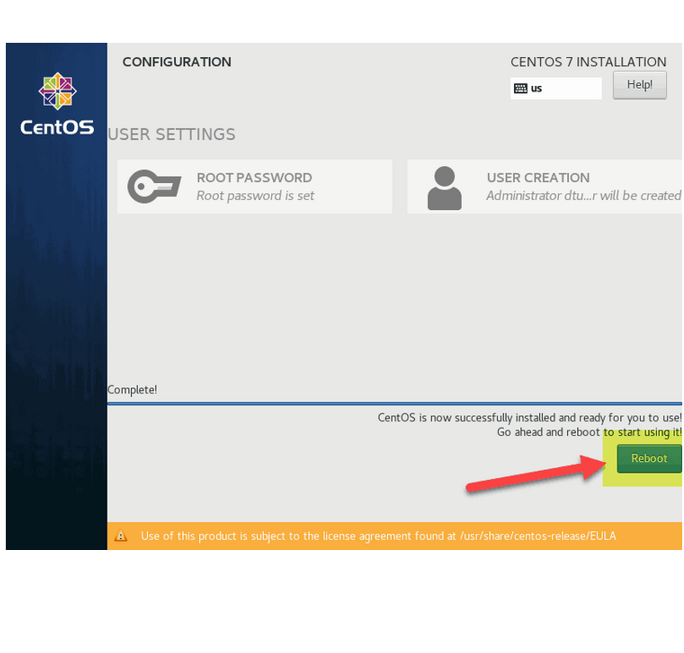 CONFIGURATION
CENTOS 7 INSTALLATION
us
Help!
CentOS
USER SETTINGS
ROOT PASSWORD
Root password is set
USER CREATION
Administrator dtu...r will be created
Complete!
CentOS is now successfully installed and ready for you to use!
Go ahead and reboot to start using it!
Reboot
Use of this product is subject to the license agreement found at /usr/share/centos-release/EULA